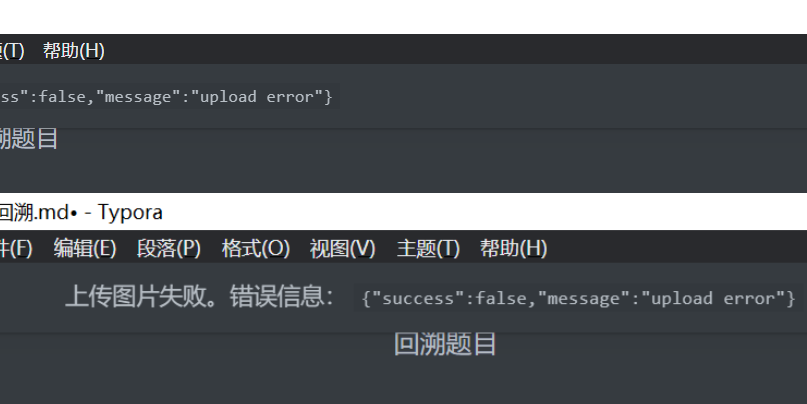 (T) 帮助(H)
ss":false,"message":"upload error"}
溯题目
回溯.md• - Typora
件(F) 编辑(E) 段落(P) 格式(O) 视图(V) 主题(T) 帮助(H)
上传图片失败。错误信息： {"success":false,"message":"upload error"}
回溯题目